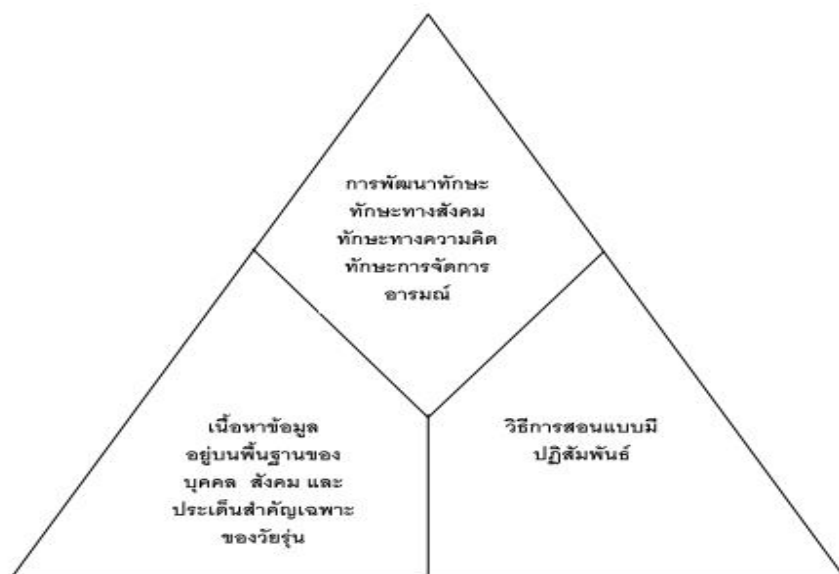 การพัฒนาทักษะ
ทักษะทางสังคม
ทักษะทางความคิด
ทักษะการจัดการ
อารมณ์
เนื้อหาข้อมูล
อยู่บนพื้นฐานของ
บุคคล สังคม และ
ประเด็นสำคัญเฉพาะ
ของวัยรุ่น
วิธีการสอนแบบมี
ปฏิสัมพันธ์